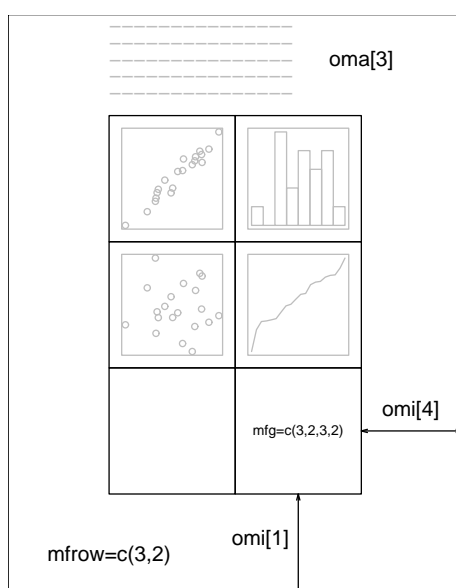 oma[3]
mfg=c(3,2,3,2)
omi[4]
omi[1]
mfrow=c(3,2)